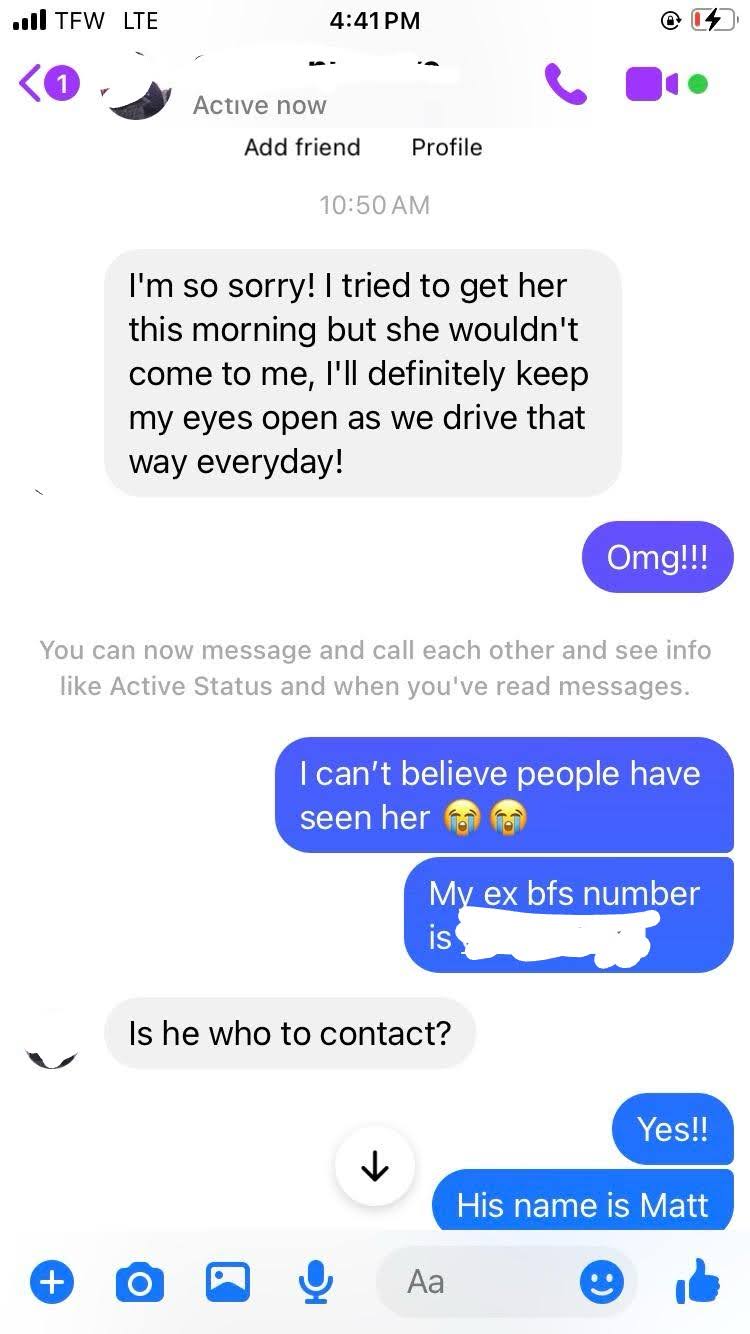 TFW LTE 4:41 PM
1
Active now
Add friend Profile
10:50 AM
I'm so sorry! I tried to get her
this morning but she wouldn't
come to me, I'll definitely keep
my eyes open as we drive that
way everyday!
Omg!!!
You can now message and call each other and see info
like Active Status and when you've read messages.
I can’t believe people have
seen her 😭😭
My ex bfs number
is
Is he who to contact?
Yes!!
His name is Matt
Aa